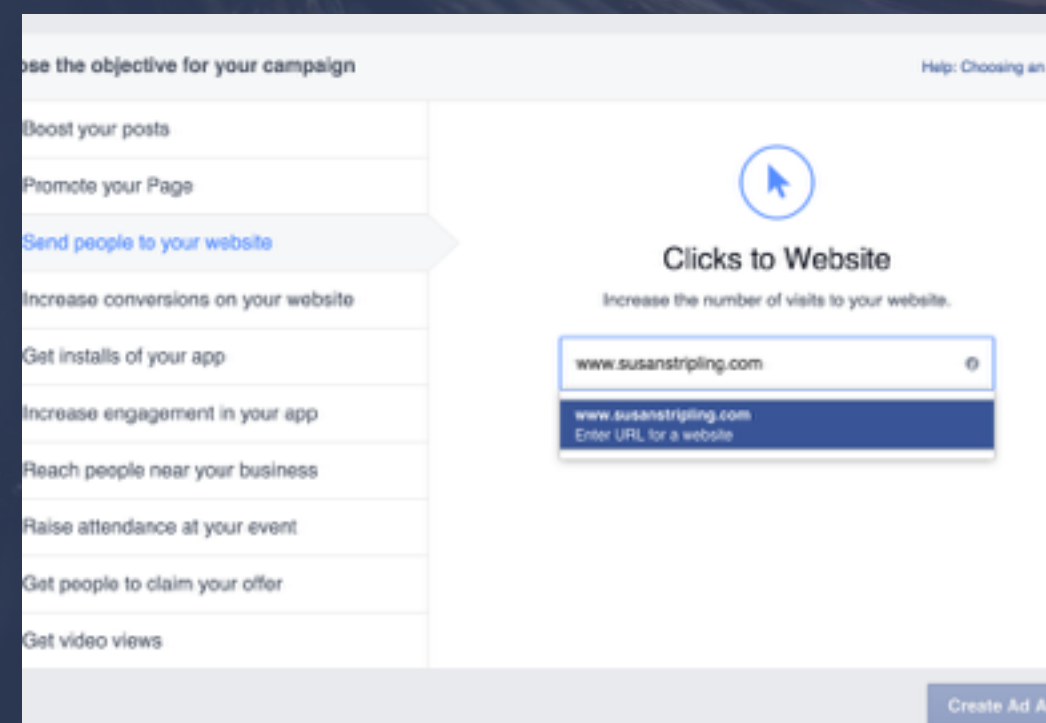 ose the objective for your campaign
Help: Choosing an
Boost your posts
Promote your Page
Send people to your website
Increase conversions on your website
Get installs of your app
Increase engagement in your app
Reach people near your business
Raise attendance at your event
Get people to claim your offer
Get video views
Clicks to Website
Increase the number of visits to your website.
www.susanstripling.com
www.susanstripling.com
Enter URL for a website
Create Ad A